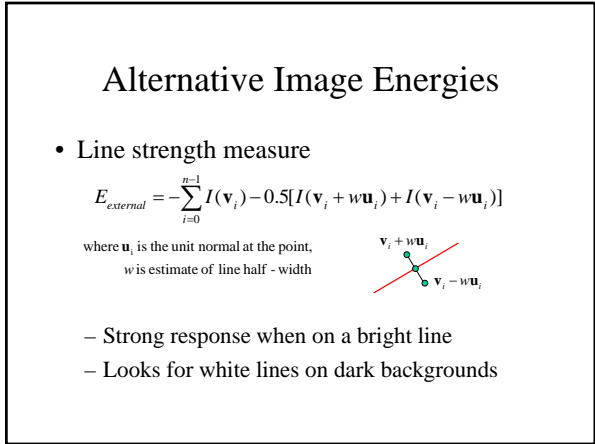 Alternative Image Energies
• Line strength measure
E_external = −∑_{i=0}^{n−1} I(v_i) − 0.5[I(v_i + wu_i) + I(v_i − wu_i)]
where u_i is the unit normal at the point,
w is estimate of line half - width
v_i + wu_i
v_i − wu_i
– Strong response when on a bright line
– Looks for white lines on dark backgrounds